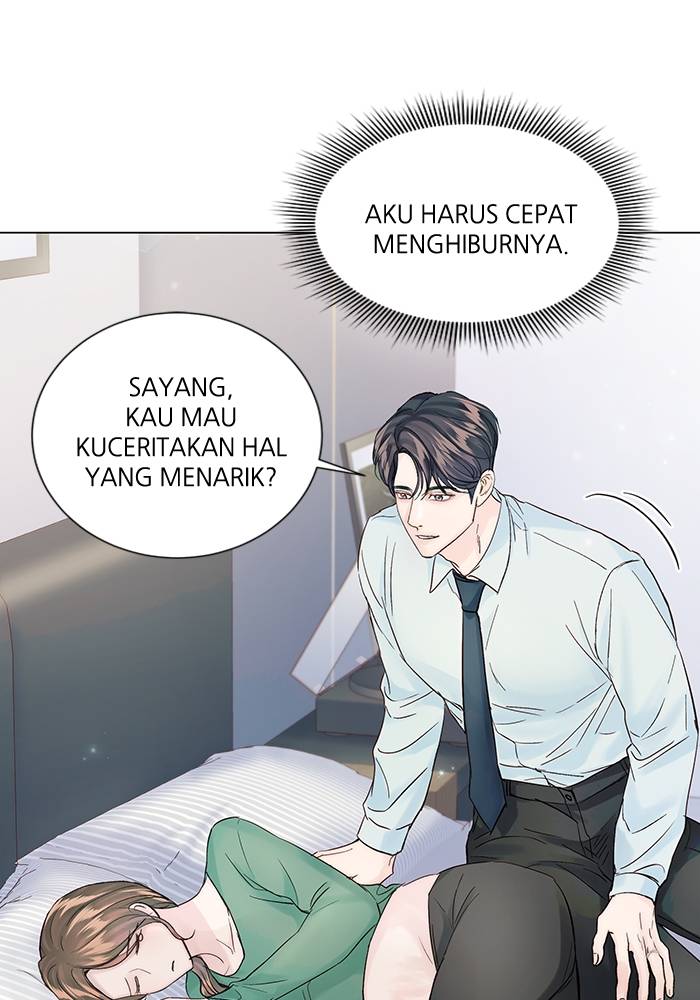 AKU HARUS CEPAT
MENGHIBURNYA.
SAYANG,
KAU MAU
KUCERITAKAN HAL
YANG MENARIK?